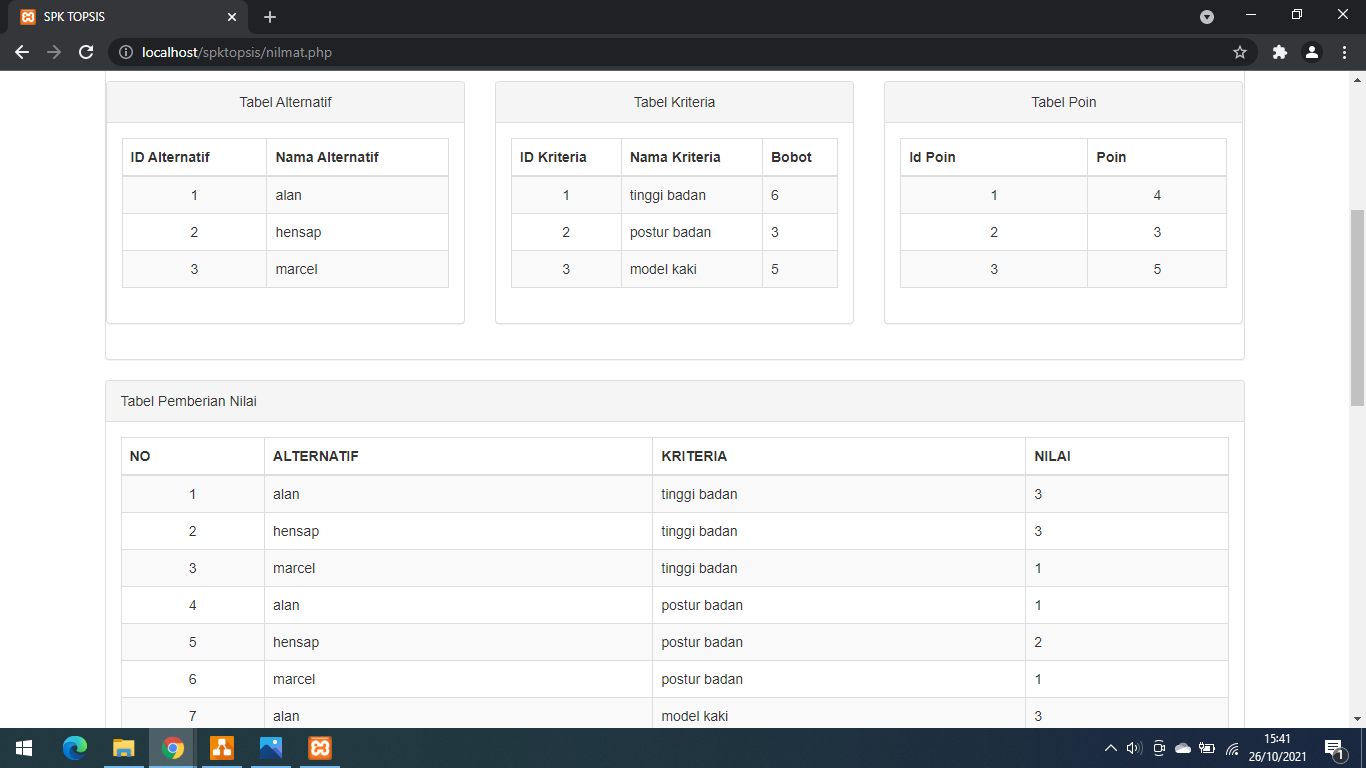 SPK TOPSIS
localhost/spktopsis/nilmat.php
Tabel Alternatif
ID Alternatif Nama Alternatif
1 alan
2 hensap
3 marcel
Tabel Kriteria
ID Kriteria Nama Kriteria Bobot
1 tinggi badan 6
2 postur badan 3
3 model kaki 5
Tabel Poin
Id Poin Poin
1 4
2 3
3 5
Tabel Pemberian Nilai
NO ALTERNATIF KRITERIA NILAI
1 alan tinggi badan 3
2 hensap tinggi badan 3
3 marcel tinggi badan 1
4 alan postur badan 1
5 hensap postur badan 2
6 marcel postur badan 1
7 alan model kaki 3
15:41
26/10/2021
1